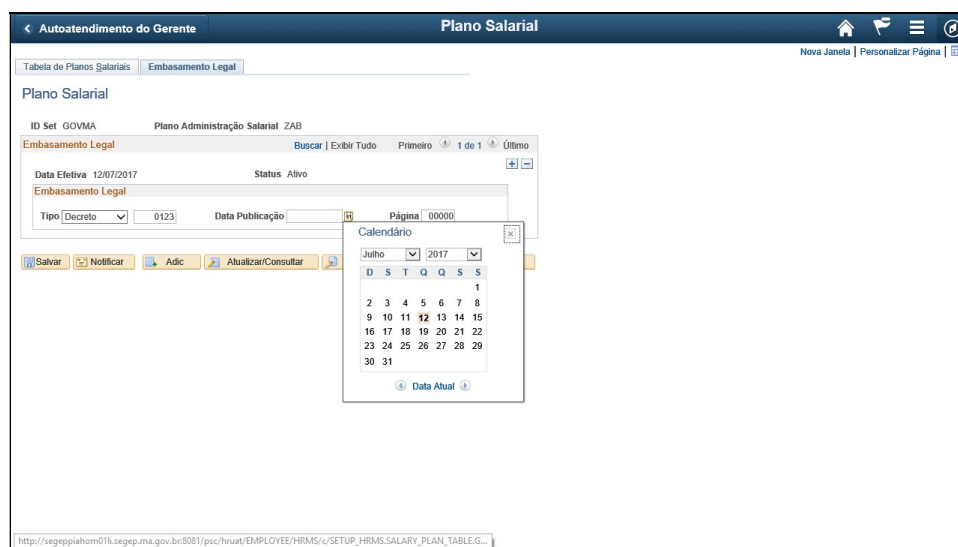 Autoatendimento do Gerente
Plano Salarial
Nova Janela | Personalizar Página |
Tabela de Planos Salariais Embasamento Legal
Plano Salarial
ID Set GOVMA Plano Administração Salarial ZAB
Embasamento Legal Buscar | Exibir Tudo Primeiro 1 de 1 Último
Data Efetiva 12/07/2017 Status Ativo
Embasamento Legal
Tipo Decreto 0123 Data Publicação Página 00000
Calendário
Julho 2017
D S T Q Q S S
1
2 3 4 5 6 7 8
9 10 11 12 13 14 15
16 17 18 19 20 21 22
23 24 25 26 27 28 29
30 31
Data Atual
Salvar Notificar Adic Atualizar/Consultar
http://segeppiahom01li.segep.ma.gov.br:8081/psc/hruat/EMPLOYEE/HRMS/c/SETUP_HRMS.SALARY_PLAN_TABLE.G...